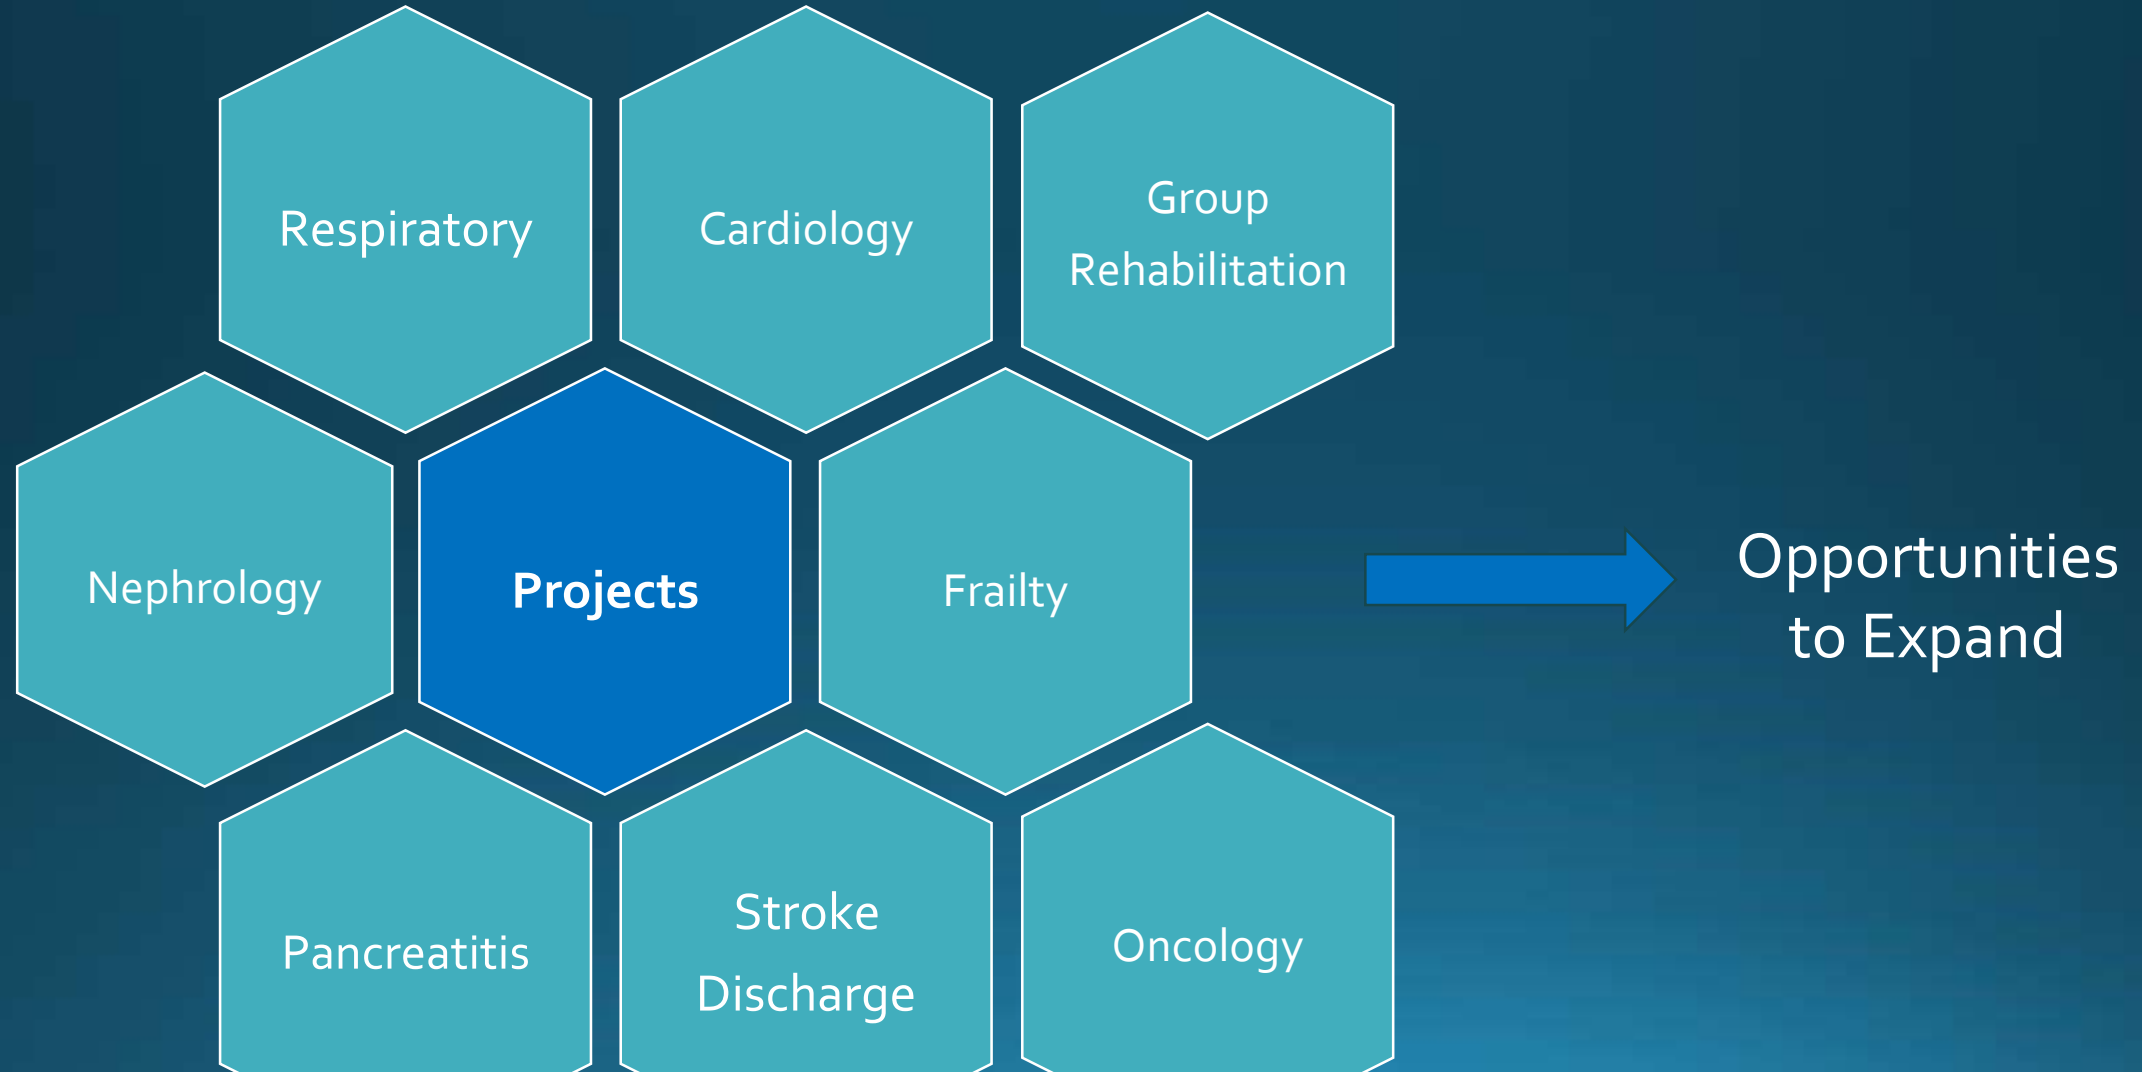 Respiratory
Cardiology
Group
Rehabilitation
Nephrology
Projects
Frailty
Opportunities
to Expand
Pancreatitis
Stroke
Discharge
Oncology